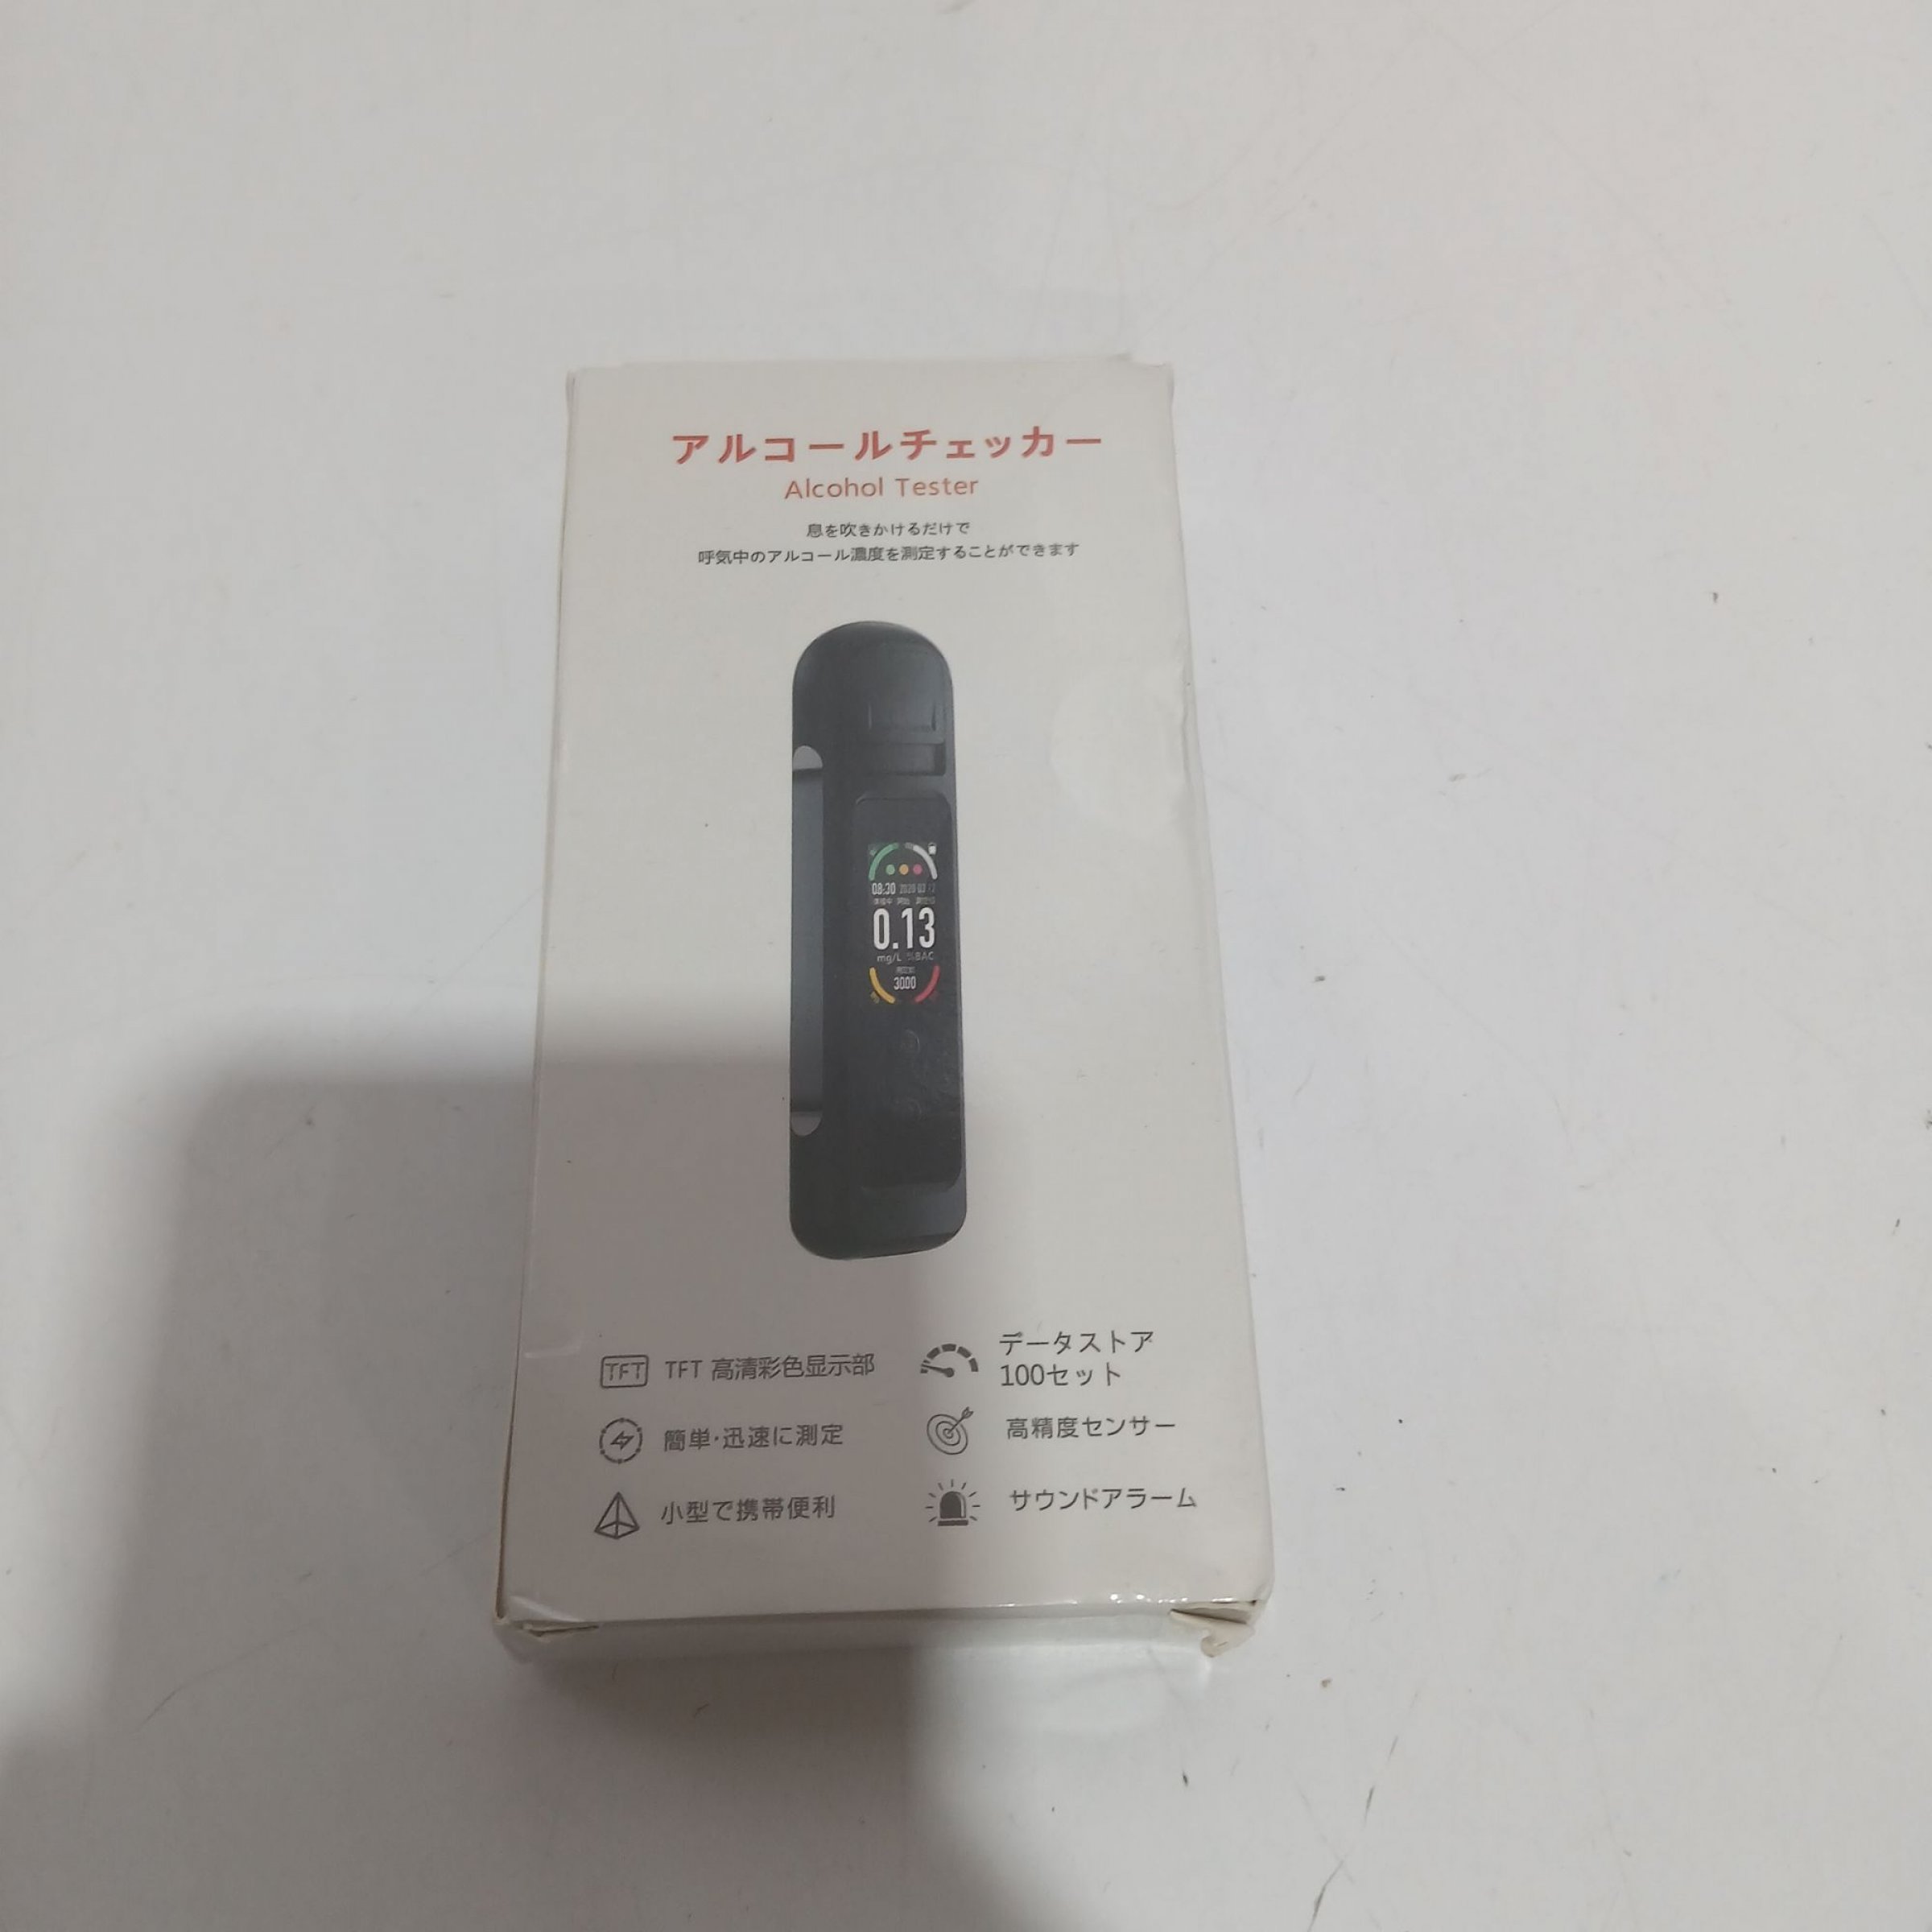 アルコールチェッカー
Alcohol Tester
息を吹きかけるだけで
呼気中のアルコール濃度を測定することができます
08:30
0.13
mg/L %BAC
3000
TFT TFT 高清彩色显示部
データストア
100セット
簡単·迅速に測定
高精度センサー
小型で携帯便利
サウンドアラーム